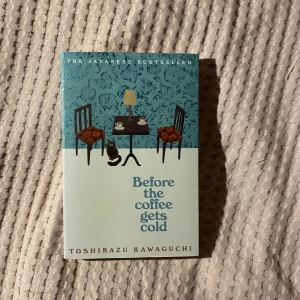 THE JAPANESE BESTSELLER
Before
the
coffee
gets
cold
TOSHIKAZU KAWAGUCHI